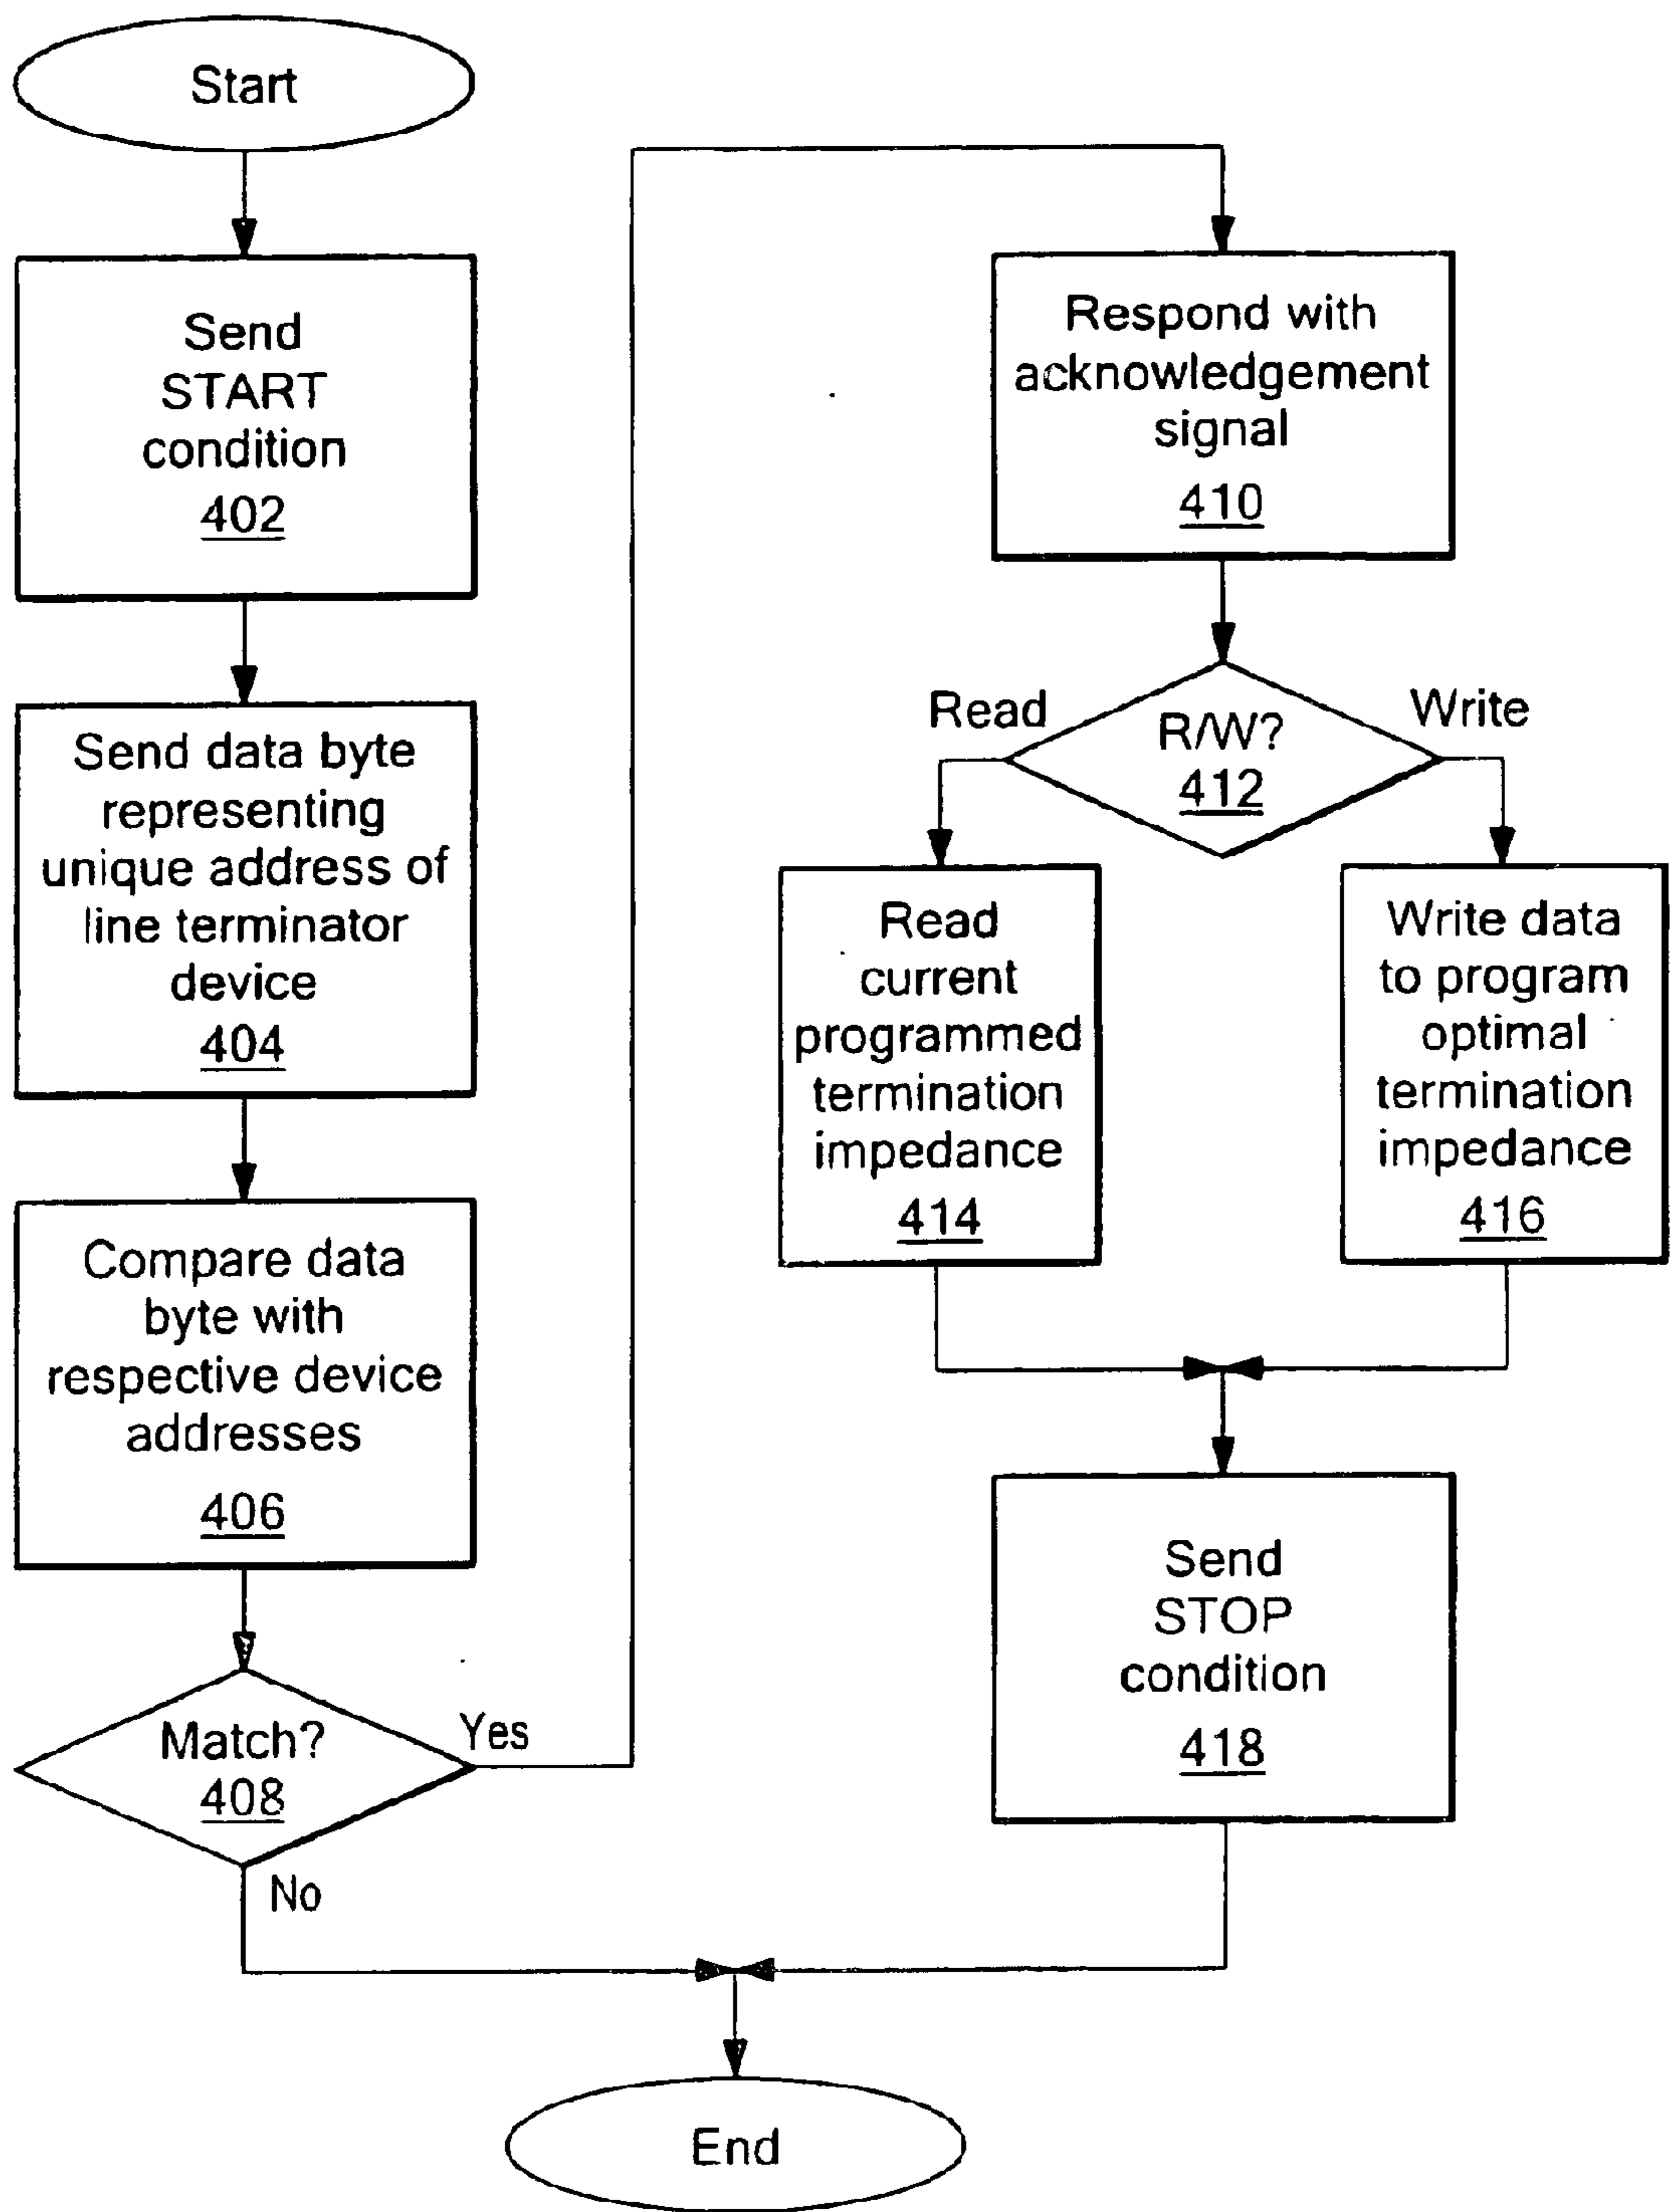 Start
Send
START
condition
402
Send data byte
representing
unique address of
line terminator
device
404
Compare data
byte with
respective device
addresses
406
Match?
408
Yes
No
Respond with
acknowledgement
signal
410
R/W?
412
Read
Write
Read
current
programmed
termination
impedance
414
Write data
to program
optimal
termination
impedance
416
Send
STOP
condition
418
End